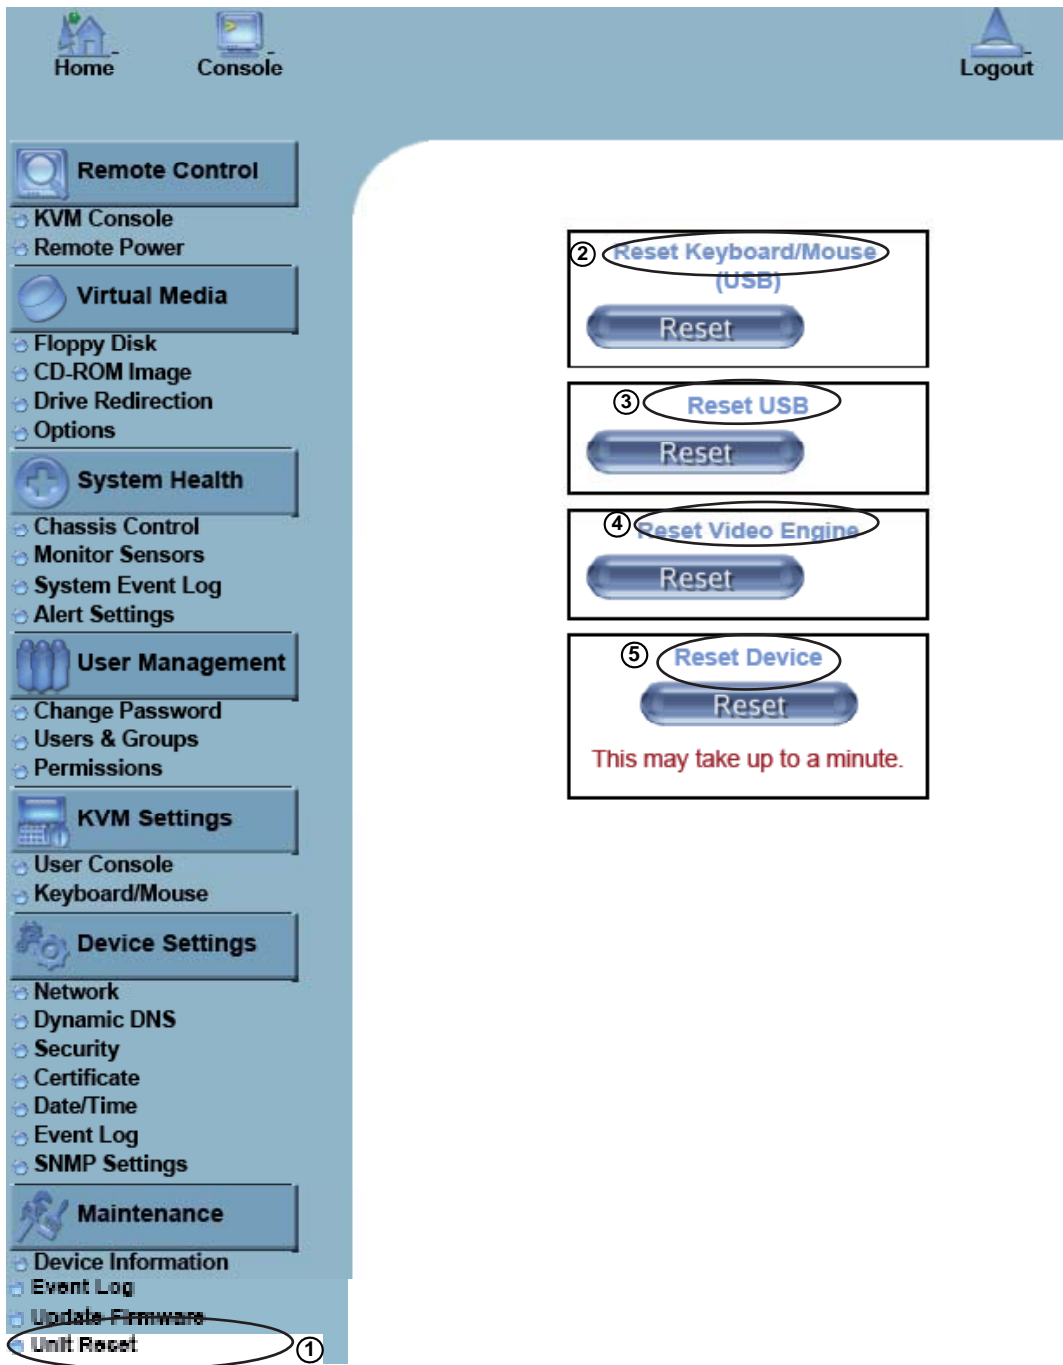 Home
Console
Logout
Remote Control
KVM Console
Remote Power
Virtual Media
Floppy Disk
CD-ROM Image
Drive Redirection
Options
System Health
Chassis Control
Monitor Sensors
System Event Log
Alert Settings
User Management
Change Password
Users & Groups
Permissions
KVM Settings
User Console
Keyboard/Mouse
Device Settings
Network
Dynamic DNS
Security
Certificate
Date/Time
Event Log
SNMP Settings
Maintenance
Device Information
Event Log
Update Firmware
Unit Reset
1
2 Reset Keyboard/Mouse
(USB)
Reset
3 Reset USB
Reset
4 Reset Video Engine
Reset
5 Reset Device
Reset
This may take up to a minute.